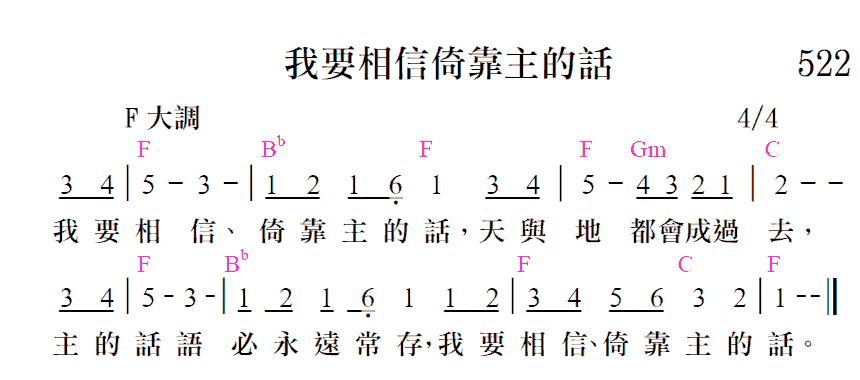 我要相信倚靠主的話 522
F 大調 4/4
F B♭ F F Gm C
3 4 | 5 - 3 - | 1 2 1 6̣ 1 3 4 | 5 - 4 3 2 1 | 2 - -
我要相信、倚靠主的話，天與地都會成過去，
F B♭ F C F
3 4 | 5 - 3 - | 1 2 1 6̣ 1 1 2 | 3 4 5 6 3 2 | 1 - - ‖
主的話語必永遠常存，我要相信、倚靠主的話。